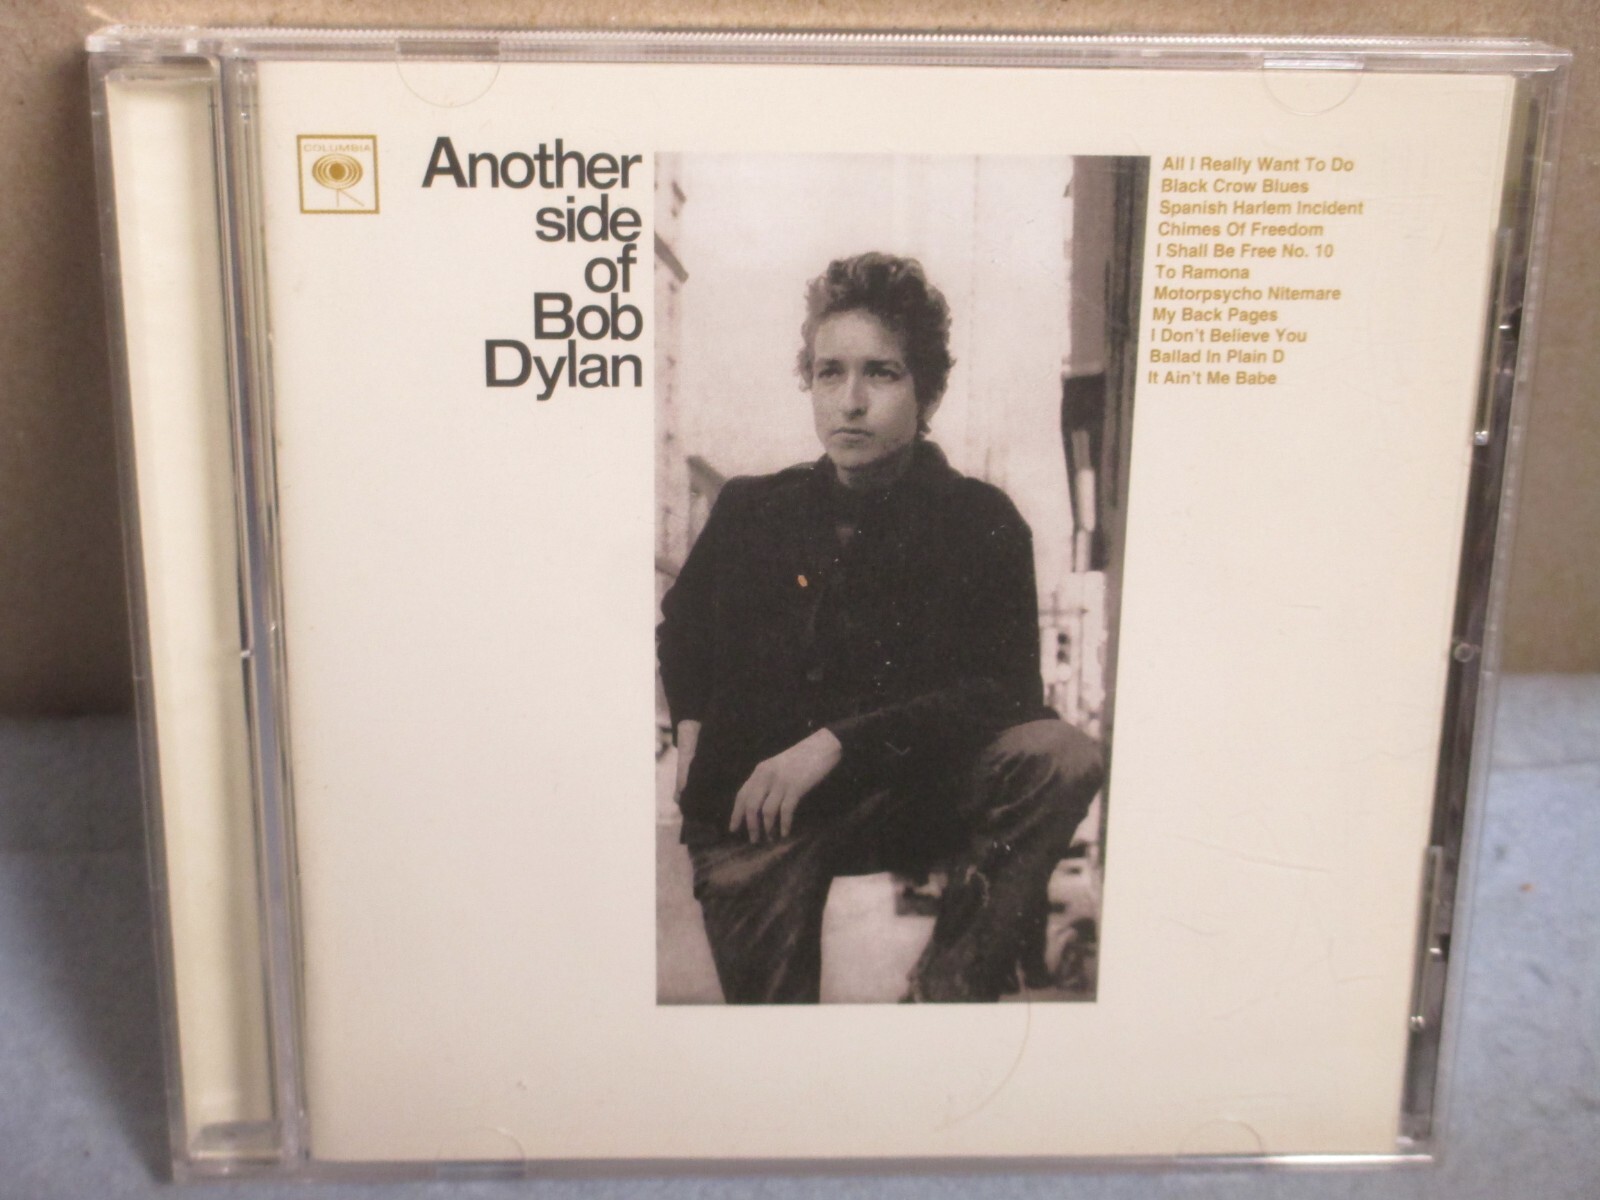 COLUMBIA
Another
side
of
Bob
Dylan
All I Really Want To Do
Black Crow Blues
Spanish Harlem Incident
Chimes Of Freedom
I Shall Be Free No. 10
To Ramona
Motorpsycho Nitemare
My Back Pages
I Don't Believe You
Ballad In Plain D
It Ain't Me Babe